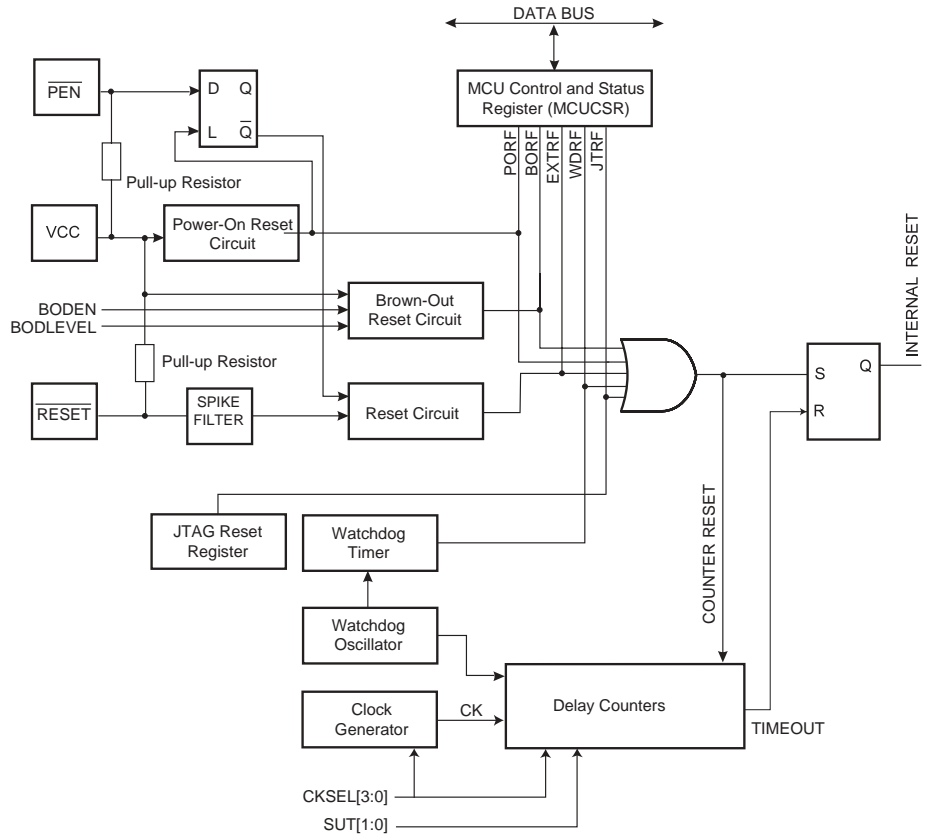 DATA BUS
MCU Control and Status
Register (MCUCSR)
PEN
D Q
L Q
PORF
BORF
EXTRF
WDRF
JTRF
Pull-up Resistor
VCC
Power-On Reset
Circuit
BODEN
BODLEVEL
Brown-Out
Reset Circuit
Pull-up Resistor
RESET
SPIKE
FILTER
Reset Circuit
S Q
R
INTERNAL RESET
JTAG Reset
Register
Watchdog
Timer
COUNTER RESET
Watchdog
Oscillator
Clock
Generator
CK
Delay Counters
TIMEOUT
CKSEL[3:0]
SUT[1:0]